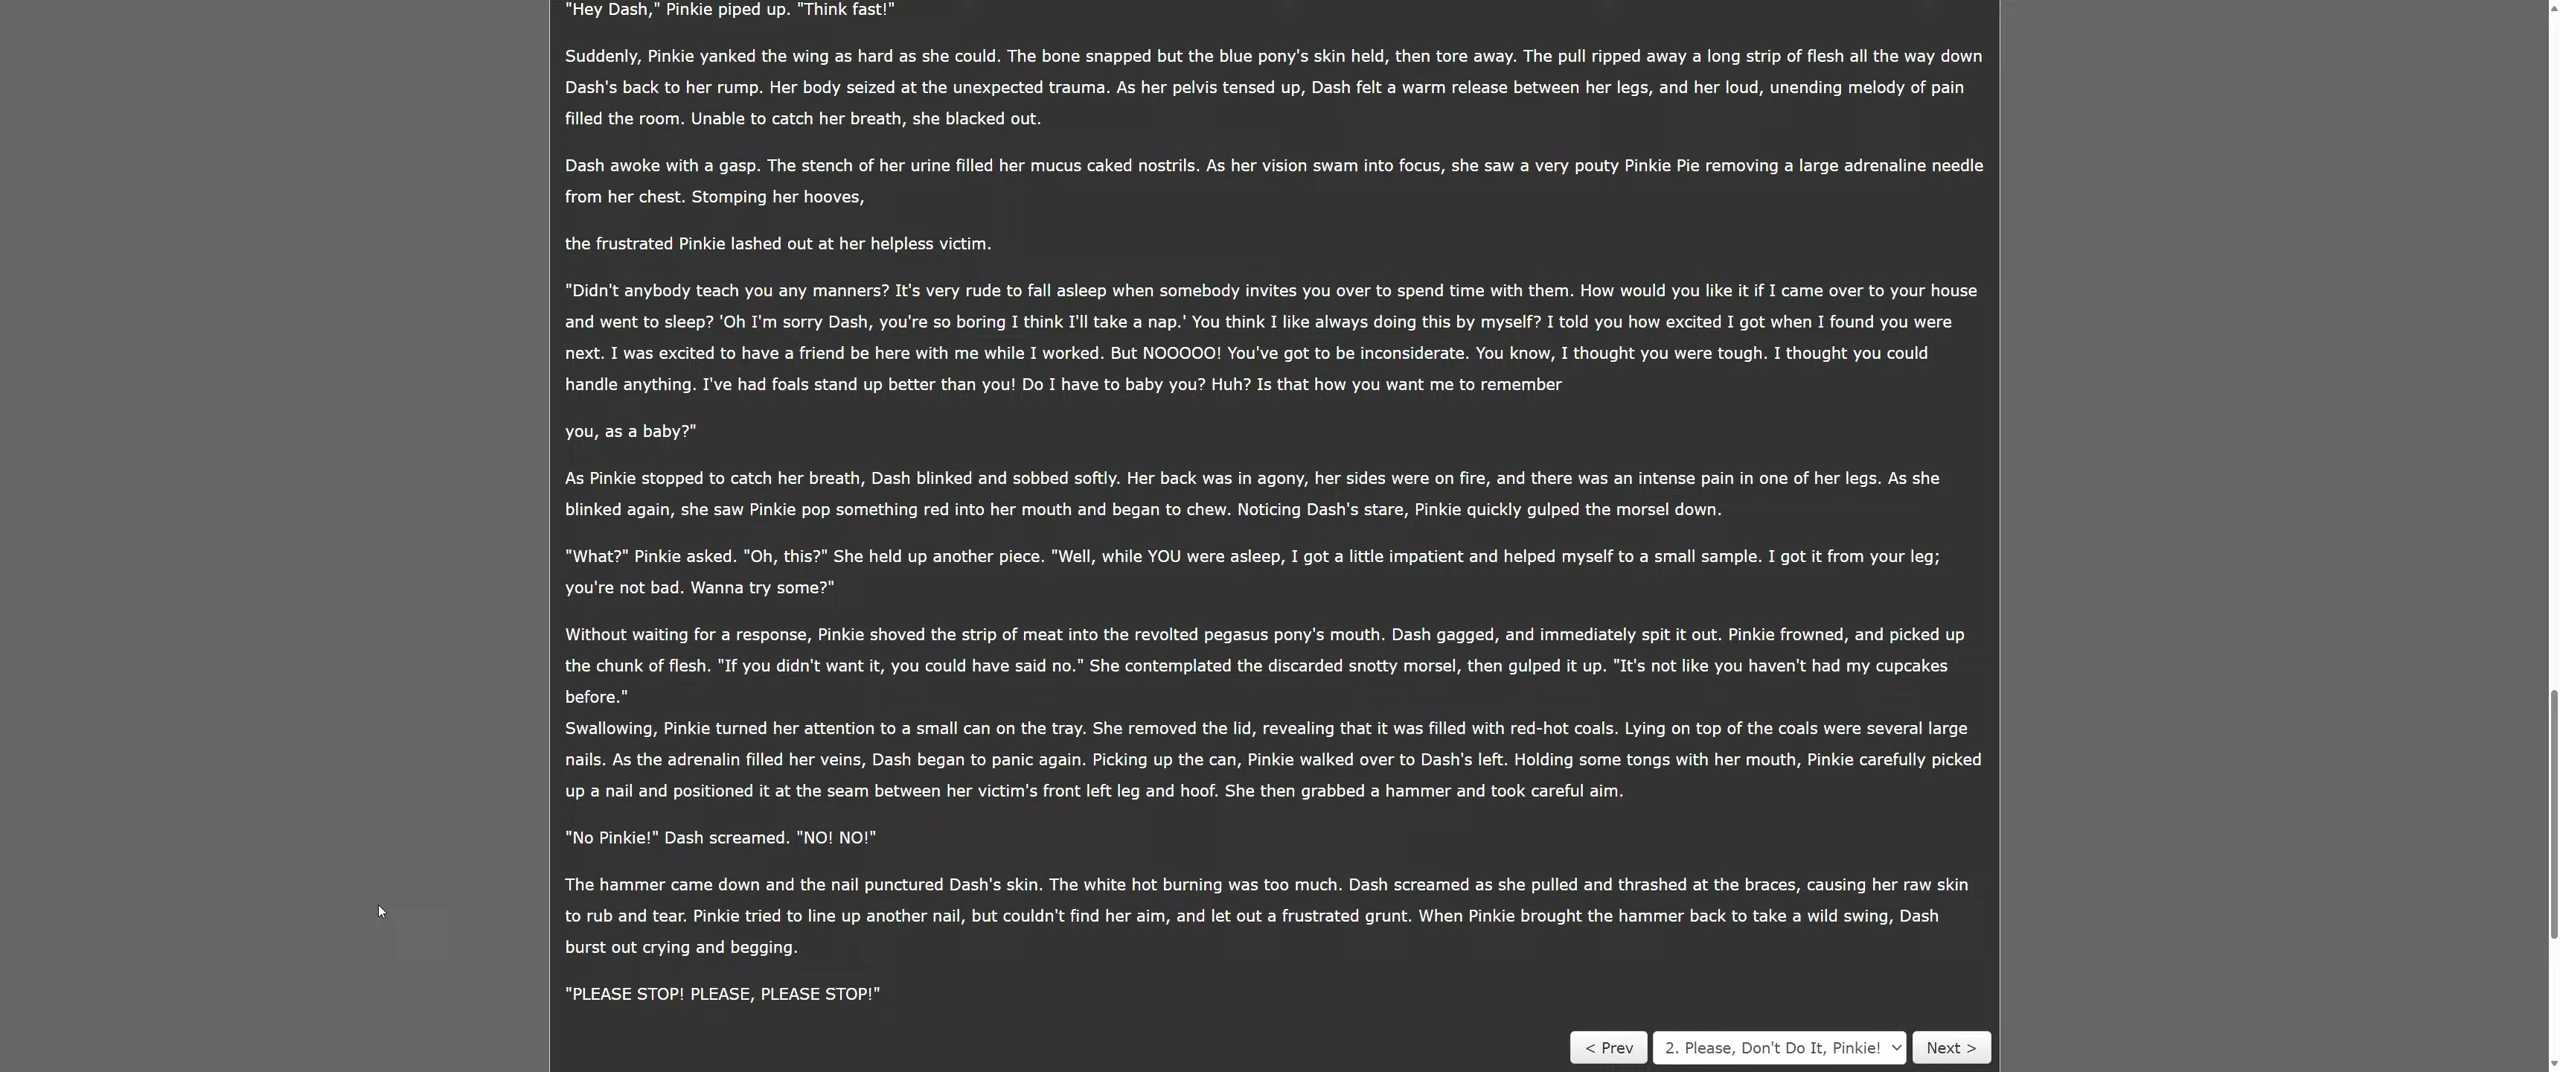 "Hey Dash," Pinkie piped up. "Think fast!"
Suddenly, Pinkie yanked the wing as hard as she could. The bone snapped but the blue pony's skin held, then tore away. The pull ripped away a long strip of flesh all the way down
Dash's back to her rump. Her body seized at the unexpected trauma. As her pelvis tensed up, Dash felt a warm release between her legs, and her loud, unending melody of pain
filled the room. Unable to catch her breath, she blacked out.
Dash awoke with a gasp. The stench of her urine filled her mucus caked nostrils. As her vision swam into focus, she saw a very pouty Pinkie Pie removing a large adrenaline needle
from her chest. Stomping her hooves,
the frustrated Pinkie lashed out at her helpless victim.
"Didn't anybody teach you any manners? It's very rude to fall asleep when somebody invites you over to spend time with them. How would you like it if I came over to your house
and went to sleep? 'Oh I'm sorry Dash, you're so boring I think I'll take a nap.' You think I like always doing this by myself? I told you how excited I got when I found you were
next. I was excited to have a friend be here with me while I worked. But NOOOOO! You've got to be inconsiderate. You know, I thought you were tough. I thought you could
handle anything. I've had foals stand up better than you! Do I have to baby you? Huh? Is that how you want me to remember
you, as a baby?"
As Pinkie stopped to catch her breath, Dash blinked and sobbed softly. Her back was in agony, her sides were on fire, and there was an intense pain in one of her legs. As she
blinked again, she saw Pinkie pop something red into her mouth and began to chew. Noticing Dash's stare, Pinkie quickly gulped the morsel down.
"What?" Pinkie asked. "Oh, this?" She held up another piece. "Well, while YOU were asleep, I got a little impatient and helped myself to a small sample. I got it from your leg;
you're not bad. Wanna try some?"
Without waiting for a response, Pinkie shoved the strip of meat into the revolted pegasus pony's mouth. Dash gagged, and immediately spit it out. Pinkie frowned, and picked up
the chunk of flesh. "If you didn't want it, you could have said no." She contemplated the discarded snotty morsel, then gulped it up. "It's not like you haven't had my cupcakes
before."
Swallowing, Pinkie turned her attention to a small can on the tray. She removed the lid, revealing that it was filled with red-hot coals. Lying on top of the coals were several large
nails. As the adrenalin filled her veins, Dash began to panic again. Picking up the can, Pinkie walked over to Dash's left. Holding some tongs with her mouth, Pinkie carefully picked
up a nail and positioned it at the seam between her victim's front left leg and hoof. She then grabbed a hammer and took careful aim.
"No Pinkie!" Dash screamed. "NO! NO!"
The hammer came down and the nail punctured Dash's skin. The white hot burning was too much. Dash screamed as she pulled and thrashed at the braces, causing her raw skin
to rub and tear. Pinkie tried to line up another nail, but couldn't find her aim, and let out a frustrated grunt. When Pinkie brought the hammer back to take a wild swing, Dash
burst out crying and begging.
"PLEASE STOP! PLEASE, PLEASE STOP!"
< Prev 2. Please, Don't Do It, Pinkie! Next >